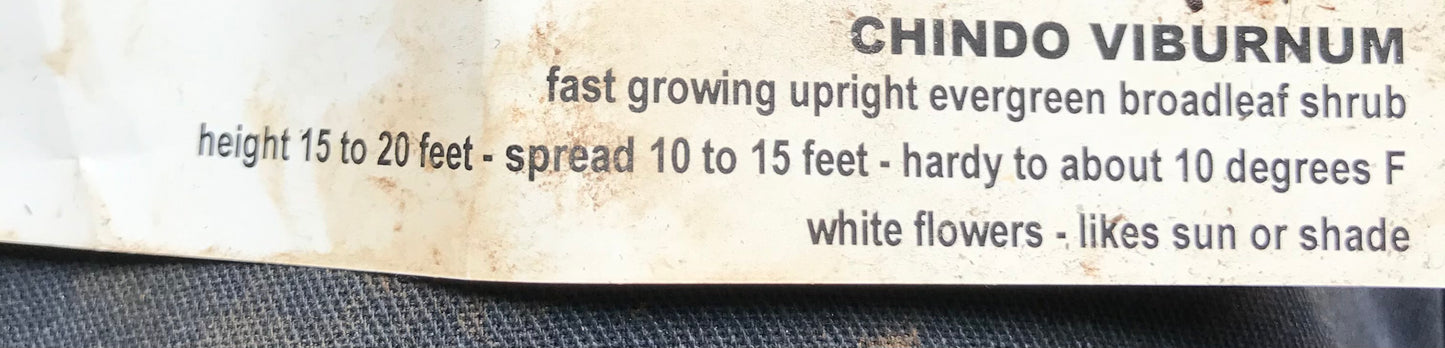 CHINDO VIBURNUM
fast growing upright evergreen broadleaf shrub
height 15 to 20 feet - spread 10 to 15 feet - hardy to about 10 degrees F
white flowers - likes sun or shade